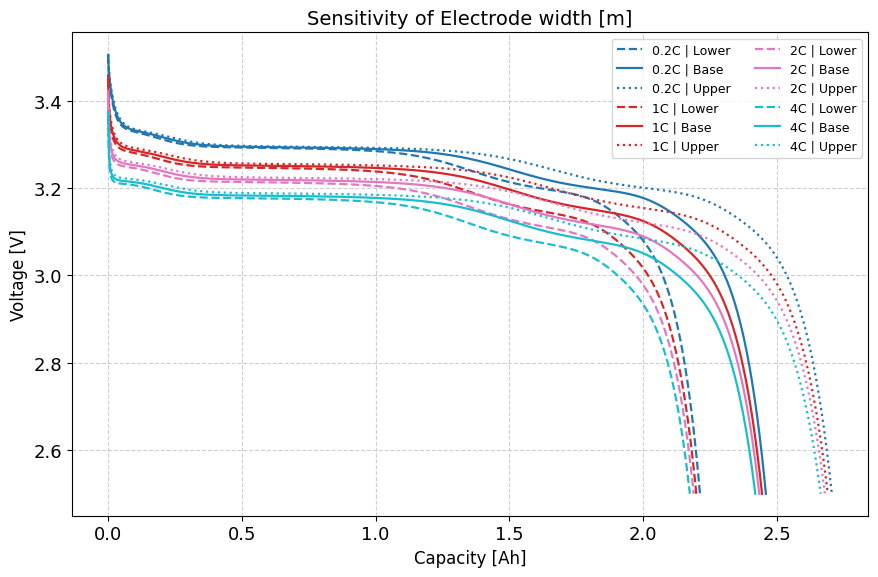 Sensitivity of Electrode width [m]
0.2C | Lower
0.2C | Base
0.2C | Upper
1C | Lower
1C | Base
1C | Upper
2C | Lower
2C | Base
2C | Upper
4C | Lower
4C | Base
4C | Upper
Voltage [V]
3.4
3.2
3.0
2.8
2.6
0.0 0.5 1.0 1.5 2.0 2.5
Capacity [Ah]